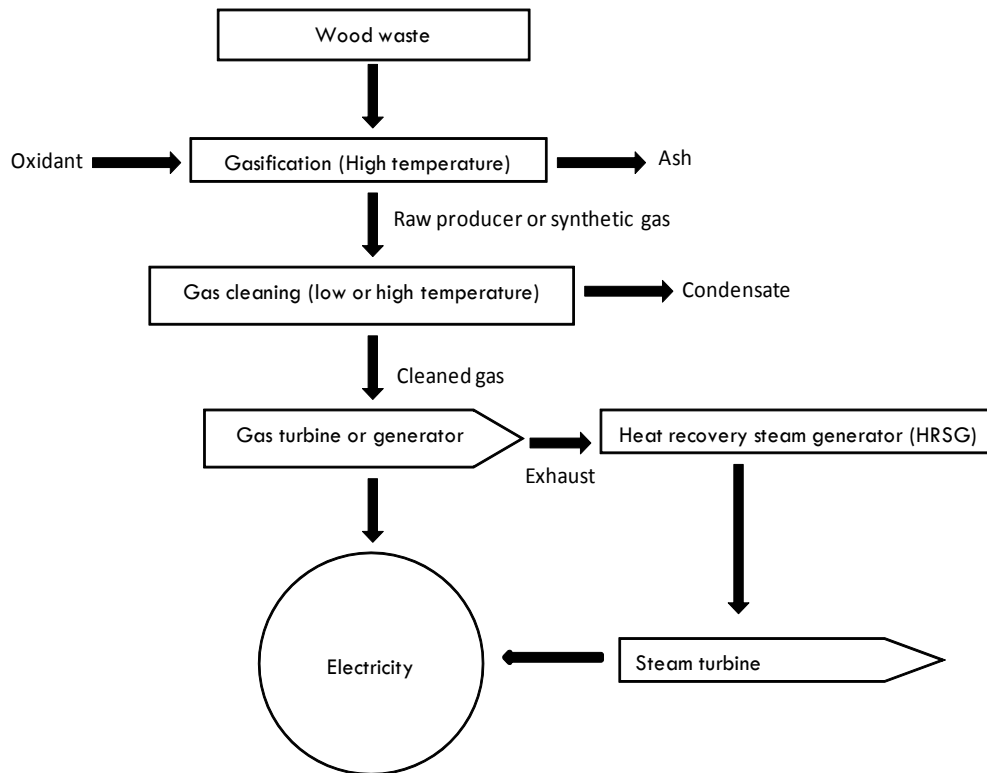 Wood waste
Oxidant
Gasification (High temperature)
Ash
Raw producer or synthetic gas
Gas cleaning (low or high temperature)
Condensate
Cleaned gas
Gas turbine or generator
Heat recovery steam generator (HRSG)
Exhaust
Electricity
Steam turbine